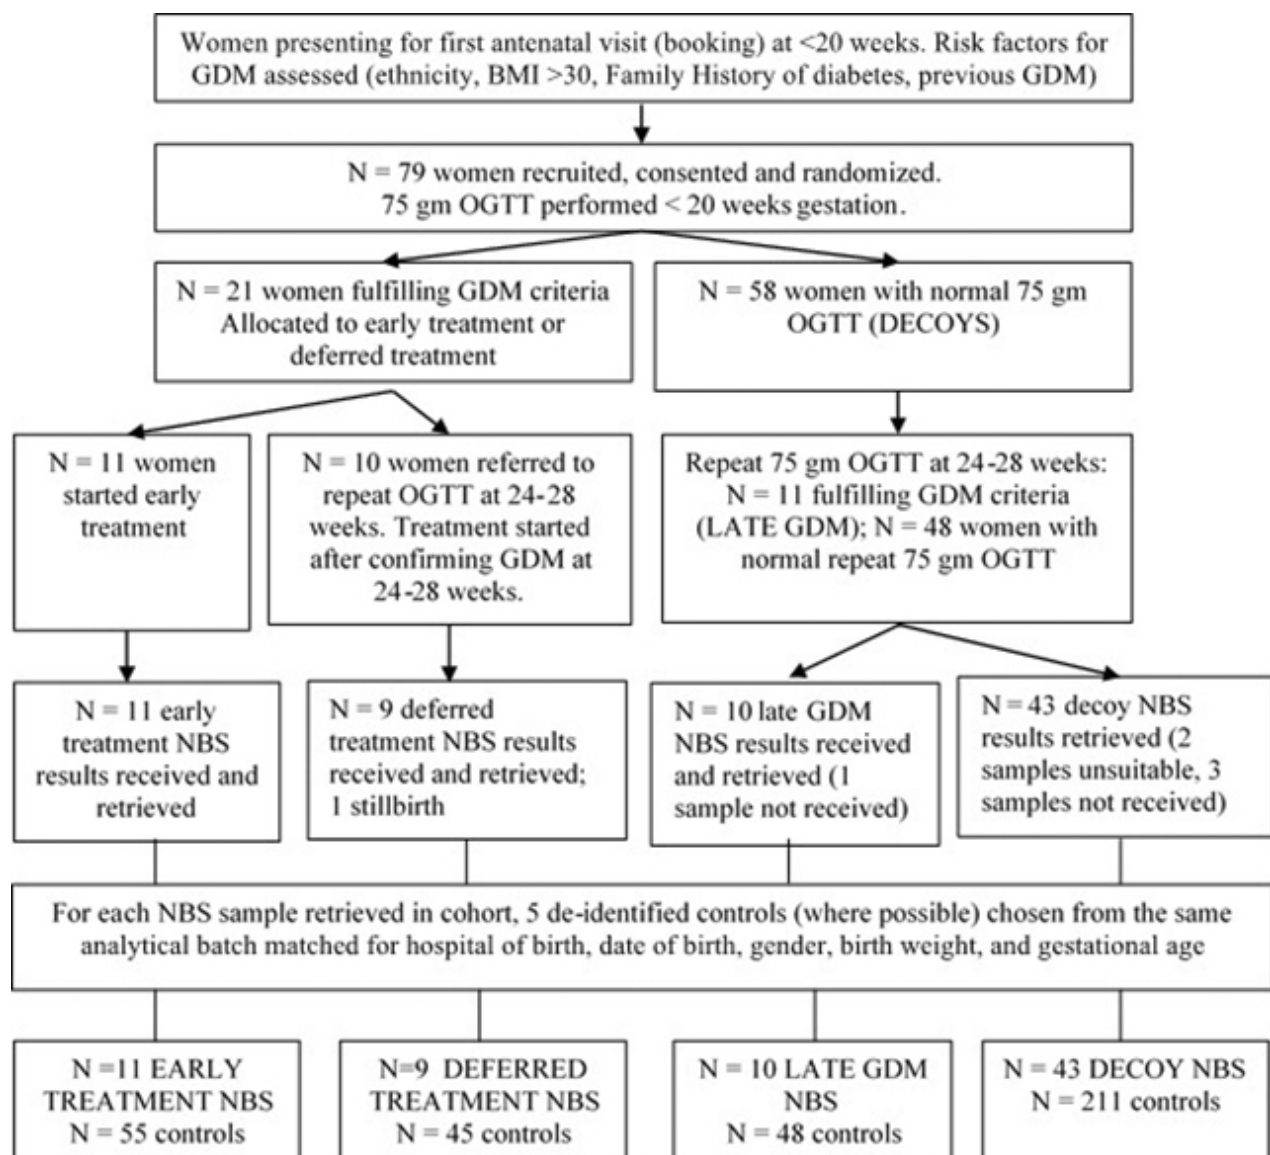 Women presenting for first antenatal visit (booking) at <20 weeks. Risk factors for
GDM assessed (ethnicity, BMI >30, Family History of diabetes, previous GDM)
N = 79 women recruited, consented and randomized.
75 gm OGTT performed < 20 weeks gestation.
N = 21 women fulfilling GDM criteria
Allocated to early treatment or
deferred treatment
N = 58 women with normal 75 gm
OGTT (DECOYS)
N = 11 women
started early
treatment
N = 10 women referred to
repeat OGTT at 24-28
weeks. Treatment started
after confirming GDM at
24-28 weeks.
Repeat 75 gm OGTT at 24-28 weeks:
N = 11 fulfilling GDM criteria
(LATE GDM); N = 48 women with
normal repeat 75 gm OGTT
N = 11 early
treatment NBS
results received and
retrieved
N = 9 deferred
treatment NBS results
received and retrieved;
1 stillbirth
N = 10 late GDM
NBS results received
and retrieved (1
sample not received)
N = 43 decoy NBS
results retrieved (2
samples unsuitable, 3
samples not received)
For each NBS sample retrieved in cohort, 5 de-identified controls (where possible) chosen from the same
analytical batch matched for hospital of birth, date of birth, gender, birth weight, and gestational age
N =11 EARLY
TREATMENT NBS
N = 55 controls
N=9 DEFERRED
TREATMENT NBS
N = 45 controls
N = 10 LATE GDM
NBS
N = 48 controls
N = 43 DECOY NBS
N = 211 controls